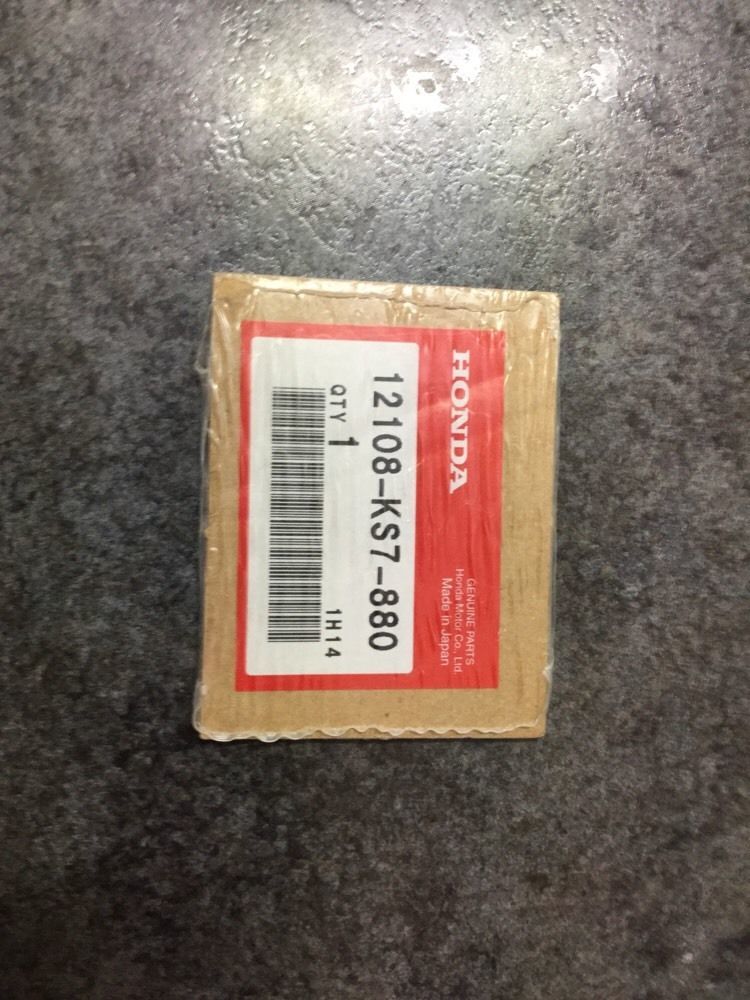 HONDA
GENUINE PARTS
Honda Motor Co., Ltd.
Made in Japan
12108-KS7-880
QTY 1
1H14